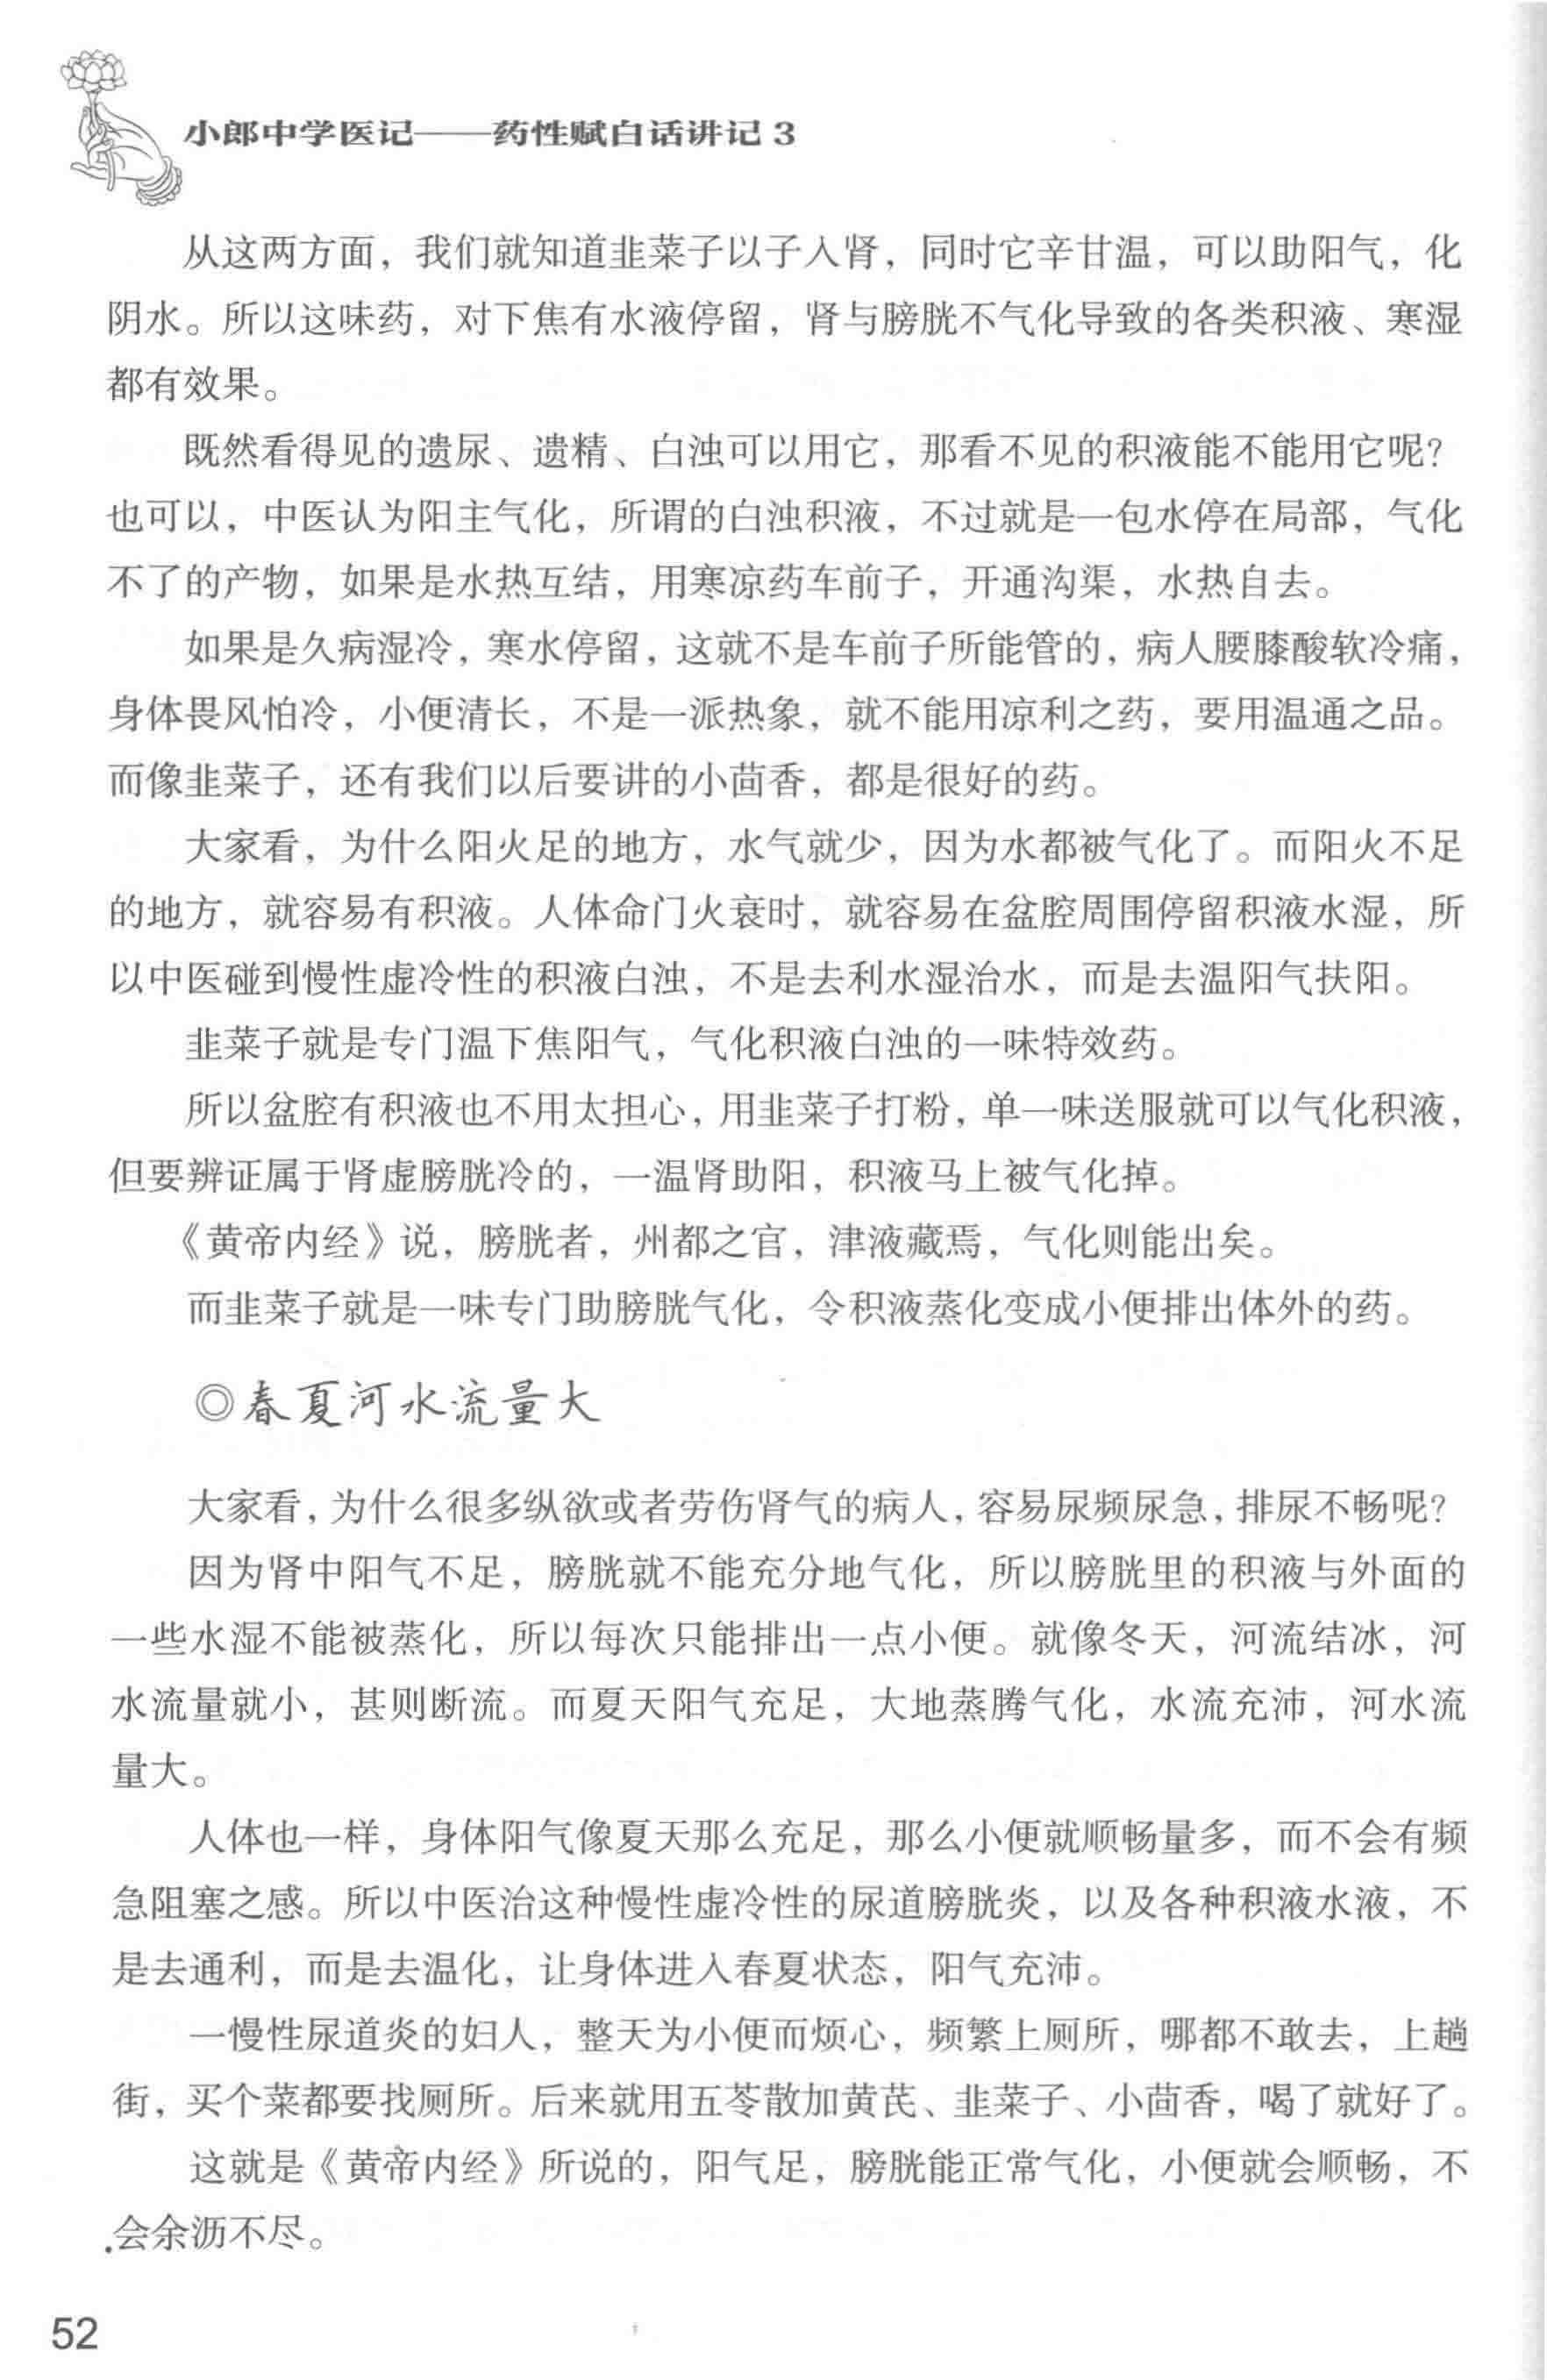 小郎中学医记——药性赋白话讲记3
从这两方面，我们就知道韭菜子以子入肾，同时它辛甘温，可以助阳气，化
阴水。所以这味药，对下焦有水液停留，肾与膀胱不气化导致的各类积液、寒湿
都有效果。
既然看得见的遗尿、遗精、白浊可以用它，那看不见的积液能不能用它呢？
也可以，中医认为阳主气化，所谓的白浊积液，不过就是一包水停在局部，气化
不了的产物，如果是水热互结，用寒凉药车前子，开通沟渠，水热自去。
如果是久病湿冷，寒水停留，这就不是车前子所能管的，病人腰膝酸软冷痛，
身体畏风怕冷，小便清长，不是一派热象，就不能用凉利之药，要用温通之品。
而像韭菜子，还有我们以后要讲的小茴香，都是很好的药。
大家看，为什么阳火足的地方，水气就少，因为水都被气化了。而阳火不足
的地方，就容易有积液。人体命门火衰时，就容易在盆腔周围停留积液水湿，所
以中医碰到慢性虚冷性的积液白浊，不是去利水湿治水，而是去温阳气扶阳。
韭菜子就是专门温下焦阳气，气化积液白浊的一味特效药。
所以盆腔有积液也不用太担心，用韭菜子打粉，单一味送服就可以气化积液，
但要辨证属于肾虚膀胱冷的，一温肾助阳，积液马上被气化掉。
《黄帝内经》说，膀胱者，州都之官，津液藏焉，气化则能出矣。
而韭菜子就是一味专门助膀胱气化，令积液蒸化变成小便排出体外的药。
◎春夏河水流量大
大家看，为什么很多纵欲或者劳伤肾气的病人，容易尿频尿急，排尿不畅呢？
因为肾中阳气不足，膀胱就不能充分地气化，所以膀胱里的积液与外面的
一些水湿不能被蒸化，所以每次只能排出一点小便。就像冬天，河流结冰，河
水流量就小，甚则断流。而夏天阳气充足，大地蒸腾气化，水流充沛，河水流
量大。
人体也一样，身体阳气像夏天那么充足，那么小便就顺畅量多，而不会有频
急阻塞之感。所以中医治这种慢性虚冷性的尿道膀胱炎，以及各种积液水液，不
是去通利，而是去温化，让身体进入春夏状态，阳气充沛。
一慢性尿道炎的妇人，整天为小便而烦心，频繁上厕所，哪都不敢去，上趟
街，买个菜都要找厕所。后来就用五苓散加黄芪、韭菜子、小茴香，喝了就好了。
这就是《黄帝内经》所说的，阳气足，膀胱能正常气化，小便就会顺畅，不
会余沥不尽。
52